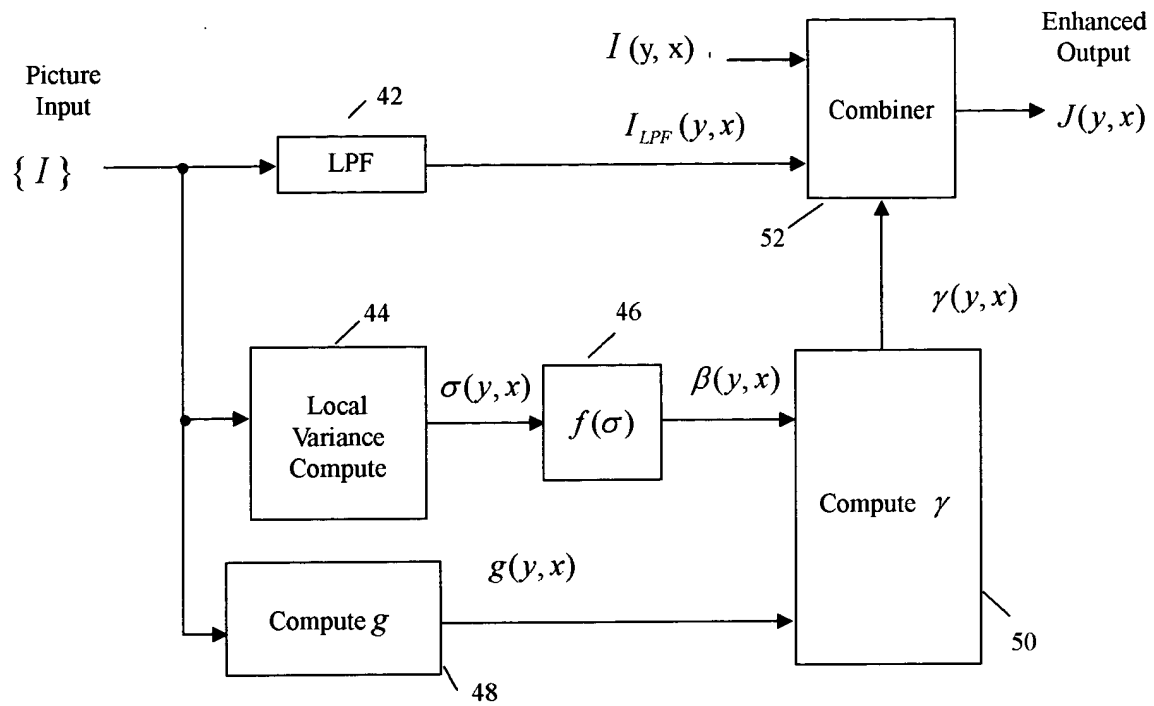 Picture
Input
{ I }
42
LPF
I (y, x)
I_LPF (y, x)
Combiner
52
Enhanced
Output
J(y, x)
44
Local
Variance
Compute
σ(y, x)
46
f(σ)
β(y, x)
γ(y, x)
Compute γ
50
Compute g
48
g(y, x)